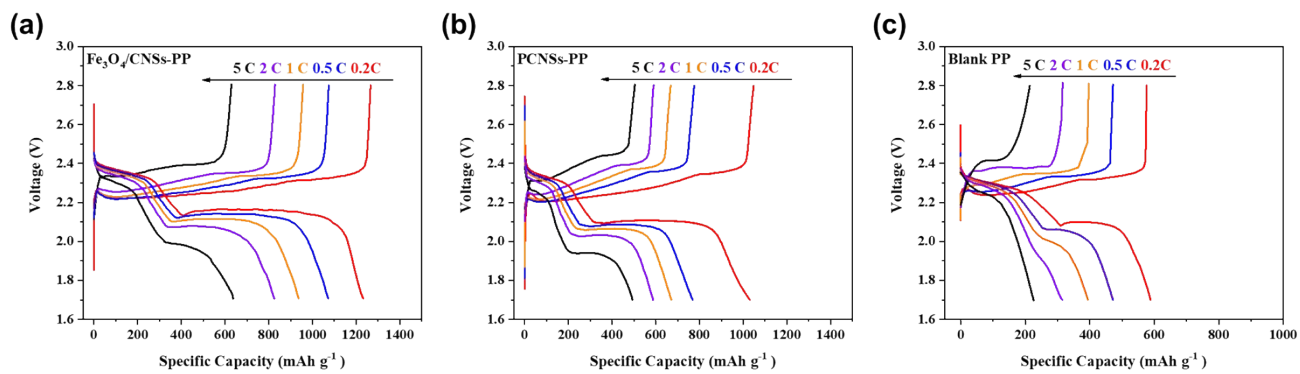 (a)
3.0
2.8
2.6
2.4
2.2
2.0
1.8
1.6
Voltage (V)
Fe₃O₄/CNSs-PP
5 C 2 C 1 C 0.5 C 0.2C
0 200 400 600 800 1000 1200 1400
Specific Capacity (mAh g⁻¹ )
(b)
3.0
2.8
2.6
2.4
2.2
2.0
1.8
1.6
Voltage (V)
PCNSs-PP
5 C 2 C 1 C 0.5 C 0.2C
0 200 400 600 800 1000 1200 1400
Specific Capacity (mAh g⁻¹ )
(c)
3.0
2.8
2.6
2.4
2.2
2.0
1.8
1.6
Voltage (V)
Blank PP
5 C 2 C 1 C 0.5 C 0.2C
0 200 400 600 800 1000
Specific Capacity (mAh g⁻¹ )